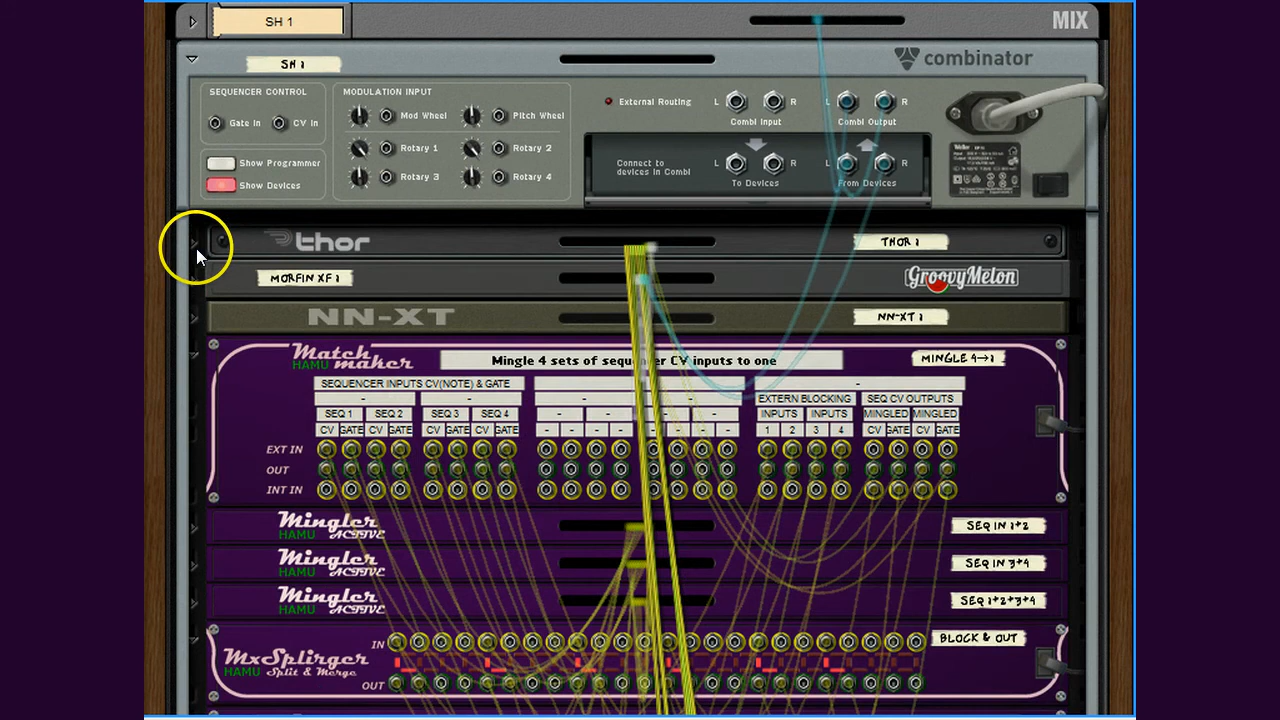 SH 1
MIX
SH 1
combinator
SEQUENCER CONTROL
MODULATION INPUT
Gate In
CV In
Mod Wheel
Pitch Wheel
Rotary 1
Rotary 2
Rotary 3
Rotary 4
Show Programmer
Show Devices
External Routing
L
R
L
R
Combi Input
Combi Output
Connect to
devices in Combi
L
R
L
R
To Devices
From Devices
thor
THOR 1
MORFIN XF 1
GroovyMelon
NN-XT
NN-XT 1
Match maker
HAMU
Mingle 4 sets of sequencer CV inputs to one
MINGLE 4→1
SEQUENCER INPUTS CV(NOTE) & GATE
-
- - - EXTERN BLOCKING SEQ CV OUTPUTS
SEQ 1 SEQ 2 SEQ 3 SEQ 4 - - - - INPUTS INPUTS MINGLED MINGLED
CV GATE CV GATE CV GATE CV GATE - - - - - - - - 1 2 3 4 CV GATE CV GATE
EXT IN
OUT
INT IN
Mingler
HAMU ACTIVE
SEQ IN 1+2
Mingler
HAMU ACTIVE
SEQ IN 3+4
Mingler
HAMU ACTIVE
SEQ 1+2+3+4
IN
BLOCK & OUT
MxSplirger
HAMU Split & Merge
OUT